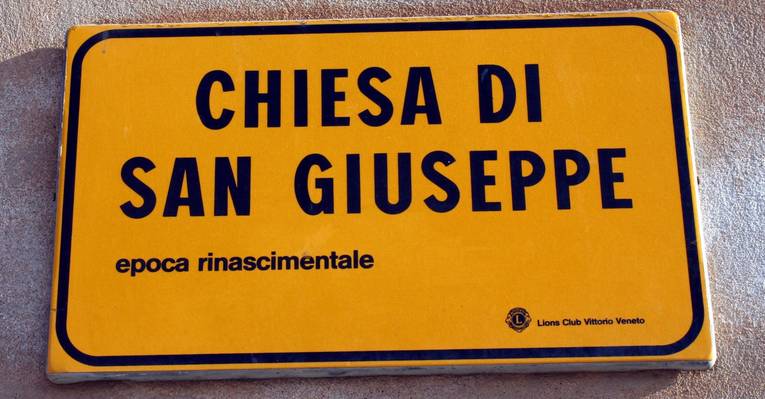 CHIESA DI
SAN GIUSEPPE
epoca rinascimentale
L Lions Club Vittorio Veneto